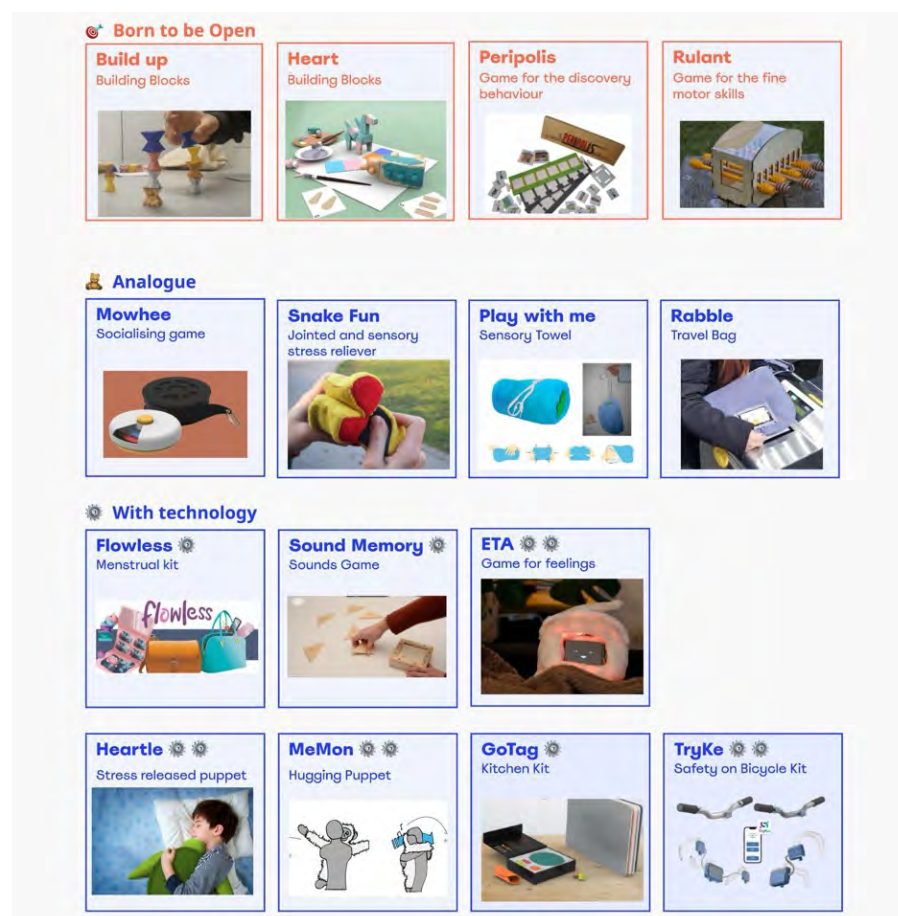 Born to be Open
Build up
Building Blocks
Heart
Building Blocks
Peripolis
Game for the discovery
behaviour
PERIPOLIS
Rulant
Game for the fine
motor skills
Analogue
Mowhee
Socialising game
Snake Fun
Jointed and sensory
stress reliever
Play with me
Sensory Towel
Rabble
Travel Bag
With technology
Flowless
Menstrual kit
flowless
Sound Memory
Sounds Game
ETA
Game for feelings
Heartle
Stress released puppet
MeMon
Hugging Puppet
GoTag
Kitchen Kit
TryKe
Safety on Bicycle Kit